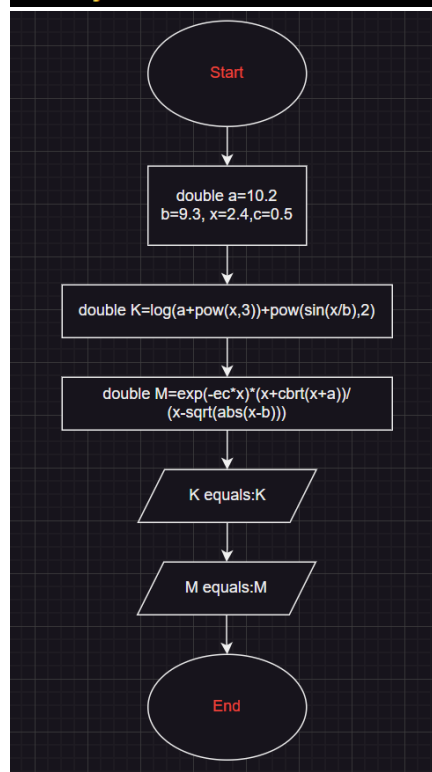 Start
double a=10.2
b=9.3, x=2.4,c=0.5
double K=log(a+pow(x,3))+pow(sin(x/b),2)
double M=exp(-ec*x)*(x+cbrt(x+a))/
(x-sqrt(abs(x-b)))
K equals:K
M equals:M
End